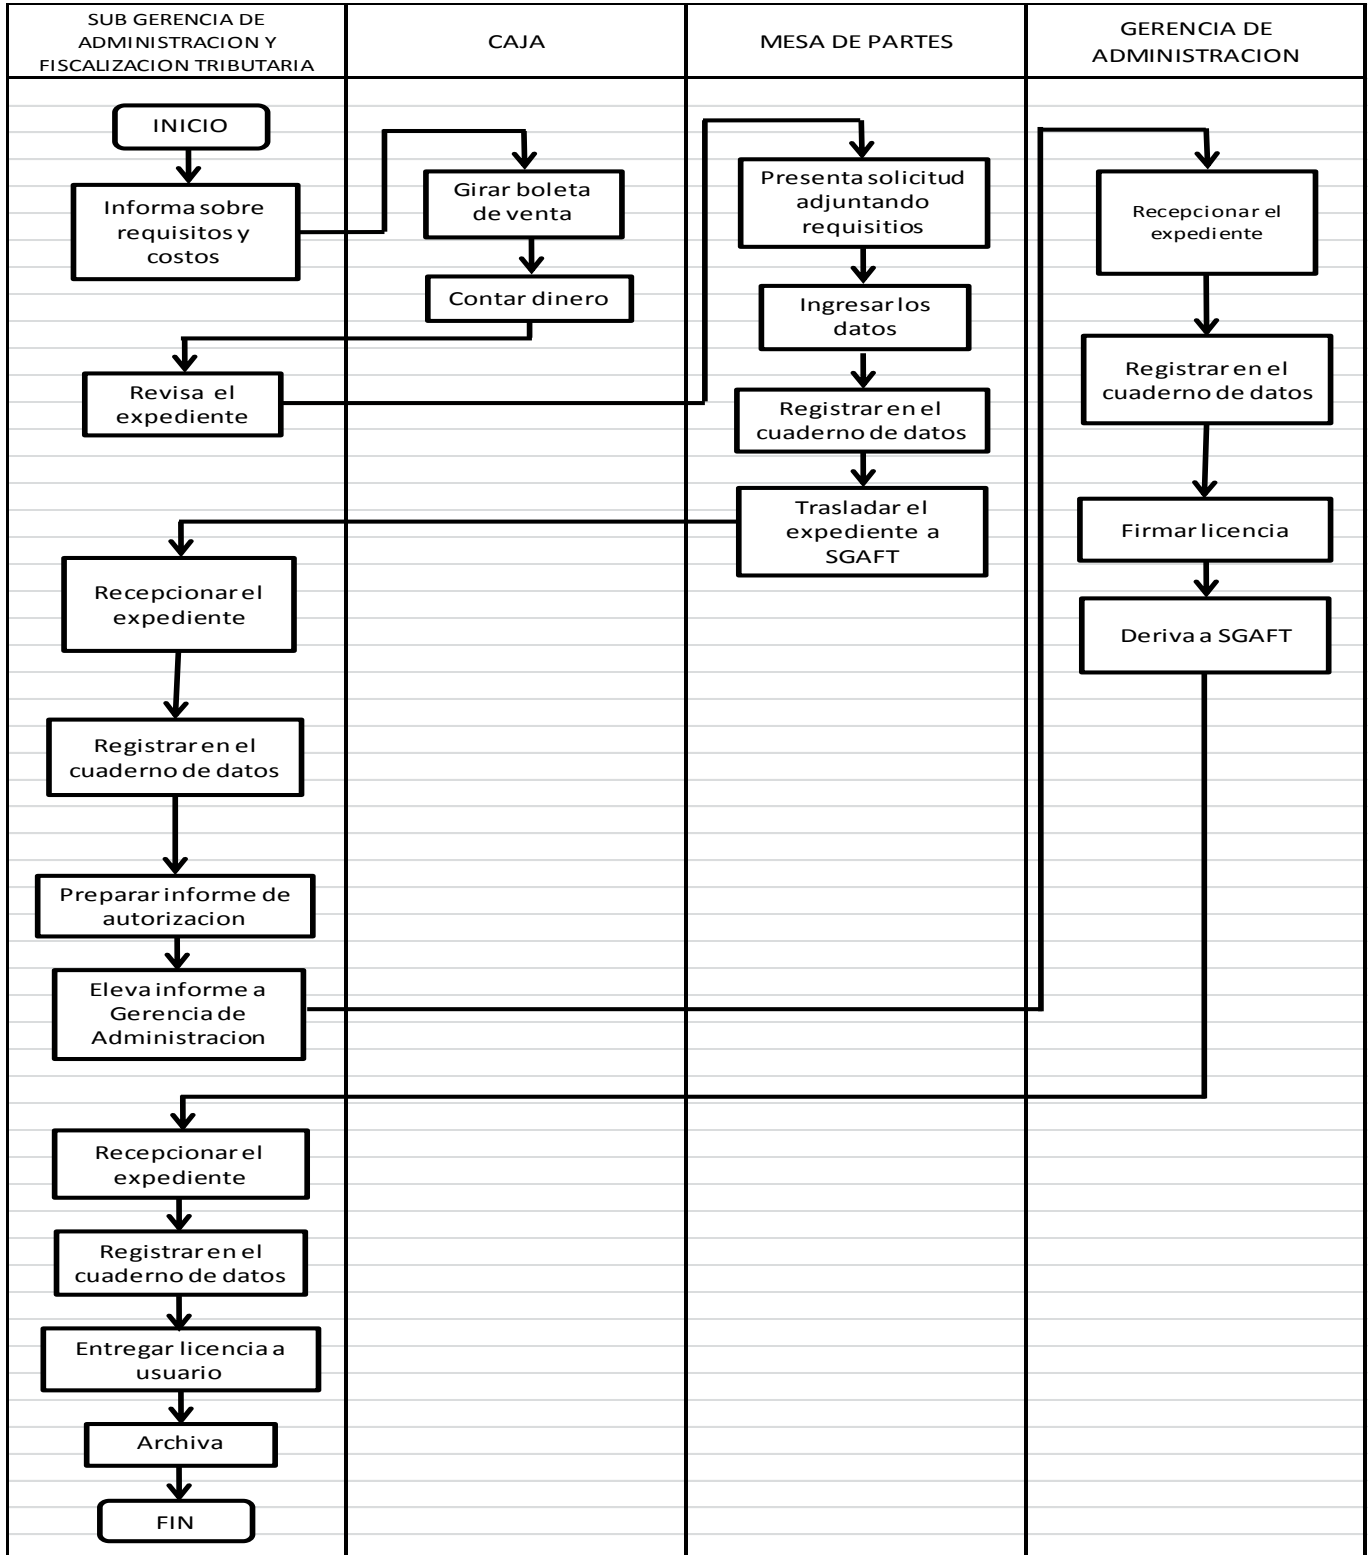 SUB GERENCIA DE
ADMINISTRACION Y
FISCALIZACION TRIBUTARIA
CAJA
MESA DE PARTES
GERENCIA DE
ADMINISTRACION
INICIO
Informa sobre
requisitos y
costos
Girar boleta
de venta
Contar dinero
Revisa el
expediente
Presenta solicitud
adjuntando
requisitios
Ingresar los
datos
Registrar en el
cuaderno de datos
Trasladar el
expediente a
SGAFT
Recepcionar el
expediente
Registrar en el
cuaderno de datos
Preparar informe de
autorizacion
Eleva informe a
Gerencia de
Administracion
Recepcionar el
expediente
Registrar en el
cuaderno de datos
Firmar licencia
Deriva a SGAFT
Recepcionar el
expediente
Registrar en el
cuaderno de datos
Entregar licencia a
usuario
Archiva
FIN